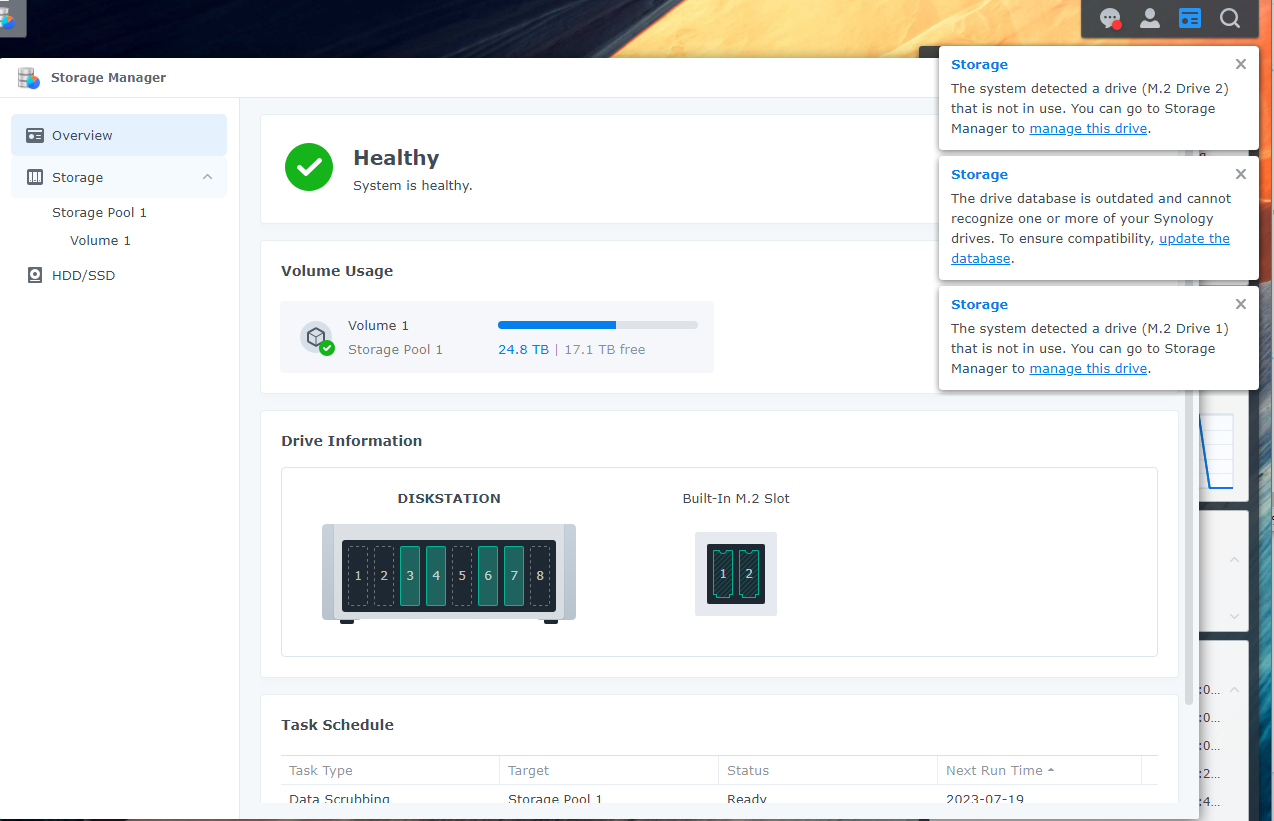 Storage Manager
Overview
Storage
Storage Pool 1
Volume 1
HDD/SSD
Healthy
System is healthy.
Volume Usage
Volume 1
Storage Pool 1
24.8 TB | 17.1 TB free
Drive Information
DISKSTATION
Built-In M.2 Slot
1 2 3 4 5 6 7 8
1 2
Task Schedule
Task Type Target Status Next Run Time
Data Scrubbing Storage Pool 1 Ready 2023-07-19
Storage
The system detected a drive (M.2 Drive 2)
that is not in use. You can go to Storage
Manager to manage this drive.
Storage
The drive database is outdated and cannot
recognize one or more of your Synology
drives. To ensure compatibility, update the
database.
Storage
The system detected a drive (M.2 Drive 1)
that is not in use. You can go to Storage
Manager to manage this drive.
:0...
:0...
:0...
:2...
:4...